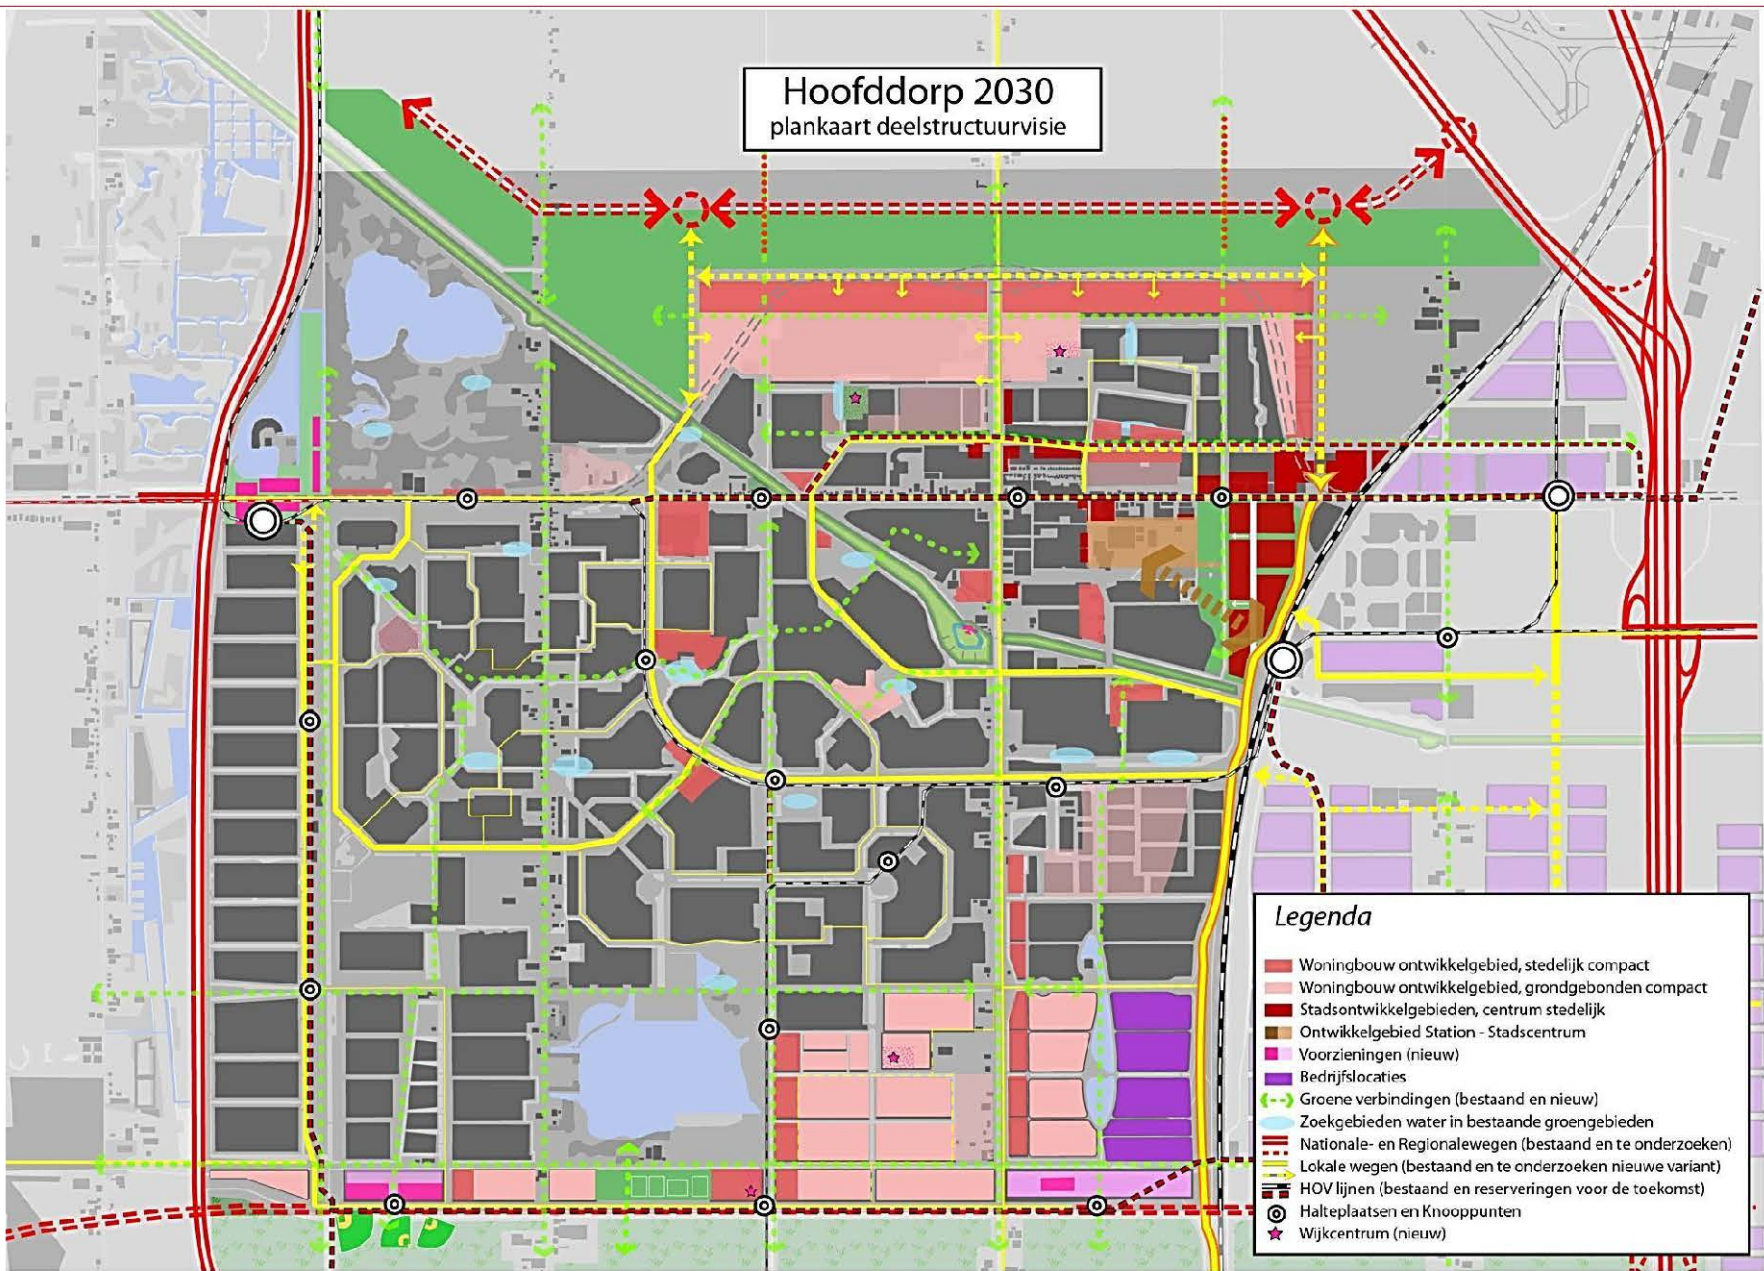 Hoofddorp 2030
plankaart deelstructuurvisie
Legenda
Woningbouw ontwikkelgebied, stedelijk compact
Woningbouw ontwikkelgebied, grondgebonden compact
Stadsontwikkelgebieden, centrum stedelijk
Ontwikkelgebied Station - Stadscentrum
Voorzieningen (nieuw)
Bedrijfslocaties
Groene verbindingen (bestaand en nieuw)
Zoekgebieden water in bestaande groengebieden
Nationale- en Regionalewegen (bestaand en te onderzoeken)
Lokale wegen (bestaand en te onderzoeken nieuwe variant)
HOV lijnen (bestaand en reserveringen voor de toekomst)
Halteplaatsen en Knooppunten
Wijkcentrum (nieuw)